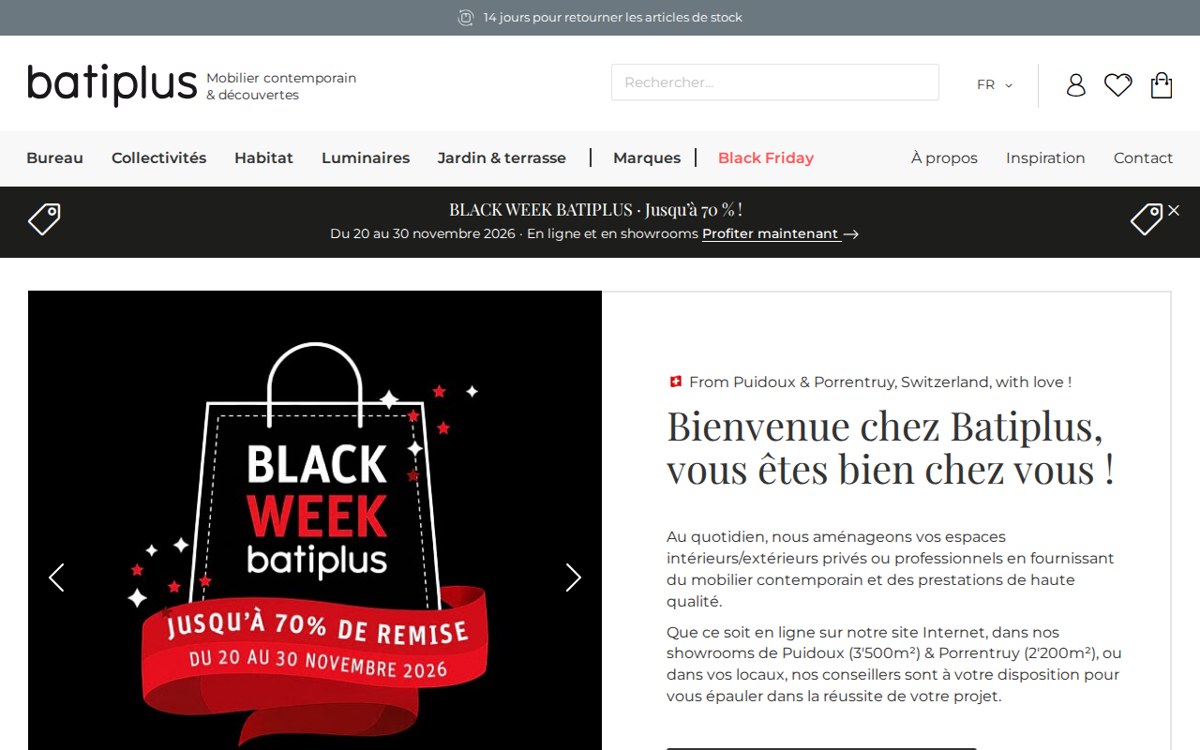 14 jours pour retourner les articles de stock
batiplus
Mobilier contemporain
& découvertes
Rechercher...
FR
Bureau Collectivités Habitat Luminaires Jardin & terrasse Marques Black Friday À propos Inspiration Contact
BLACK WEEK BATIPLUS · Jusqu'à 70 % !
Du 20 au 30 novembre 2026 · En ligne et en showrooms Profiter maintenant
BLACK
WEEK
batiplus
JUSQU'À 70% DE REMISE
DU 20 AU 30 NOVEMBRE 2026
From Puidoux & Porrentruy, Switzerland, with love !
Bienvenue chez Batiplus,
vous êtes bien chez vous !
Au quotidien, nous aménageons vos espaces
intérieurs/extérieurs privés ou professionnels en fournissant
du mobilier contemporain et des prestations de haute
qualité.
Que ce soit en ligne sur notre site Internet, dans nos
showrooms de Puidoux (3'500m²) & Porrentruy (2'200m²), ou
dans vos locaux, nos conseillers sont à votre disposition pour
vous épauler dans la réussite de votre projet.